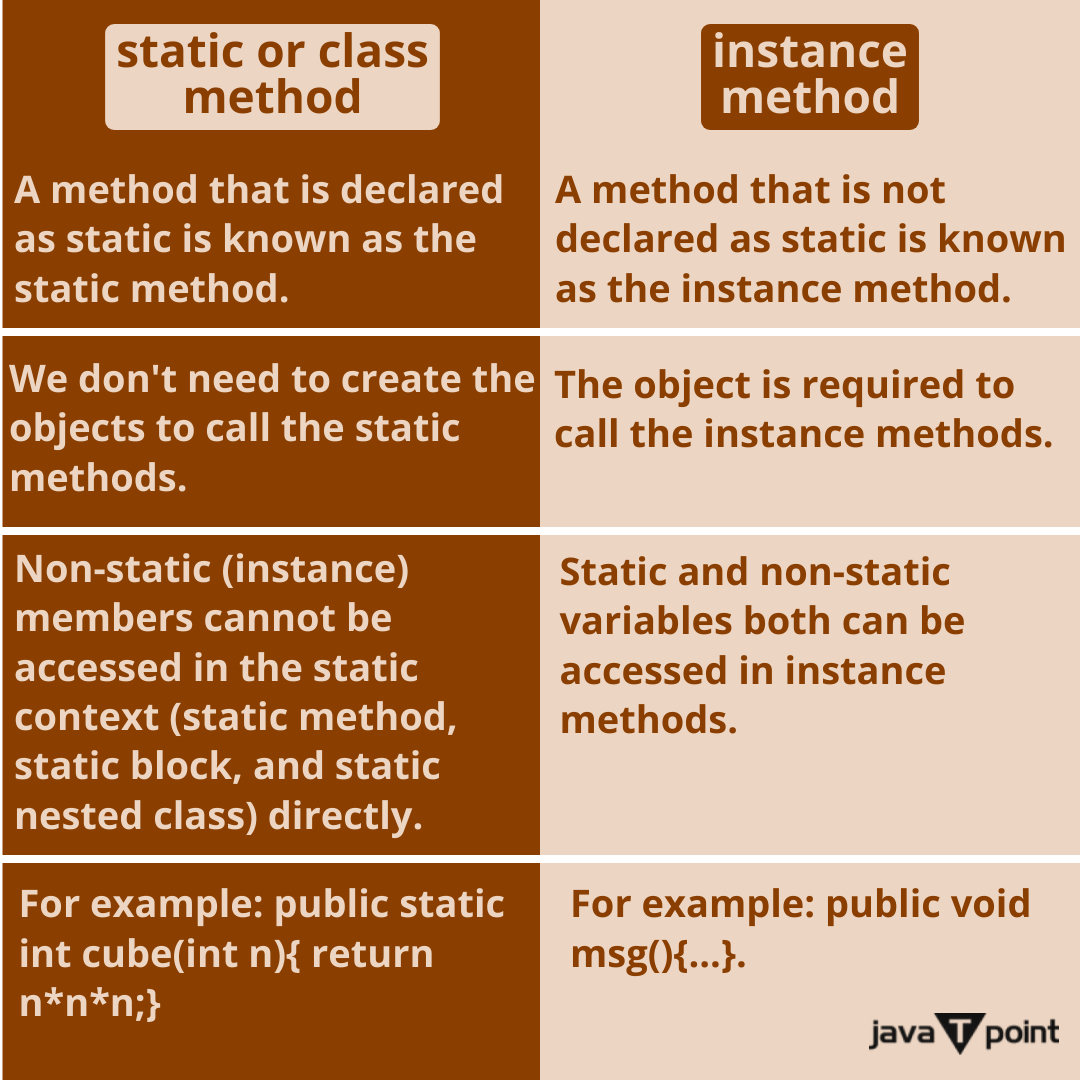 static or class
method
A method that is declared
as static is known as the
static method.
instance
method
A method that is not
declared as static is known
as the instance method.
We don't need to create the
objects to call the static
methods.
The object is required to
call the instance methods.
Non-static (instance)
members cannot be
accessed in the static
context (static method,
static block, and static
nested class) directly.
Static and non-static
variables both can be
accessed in instance
methods.
For example: public static
int cube(int n){ return
n*n*n;}
For example: public void
msg(){...}.
java T point